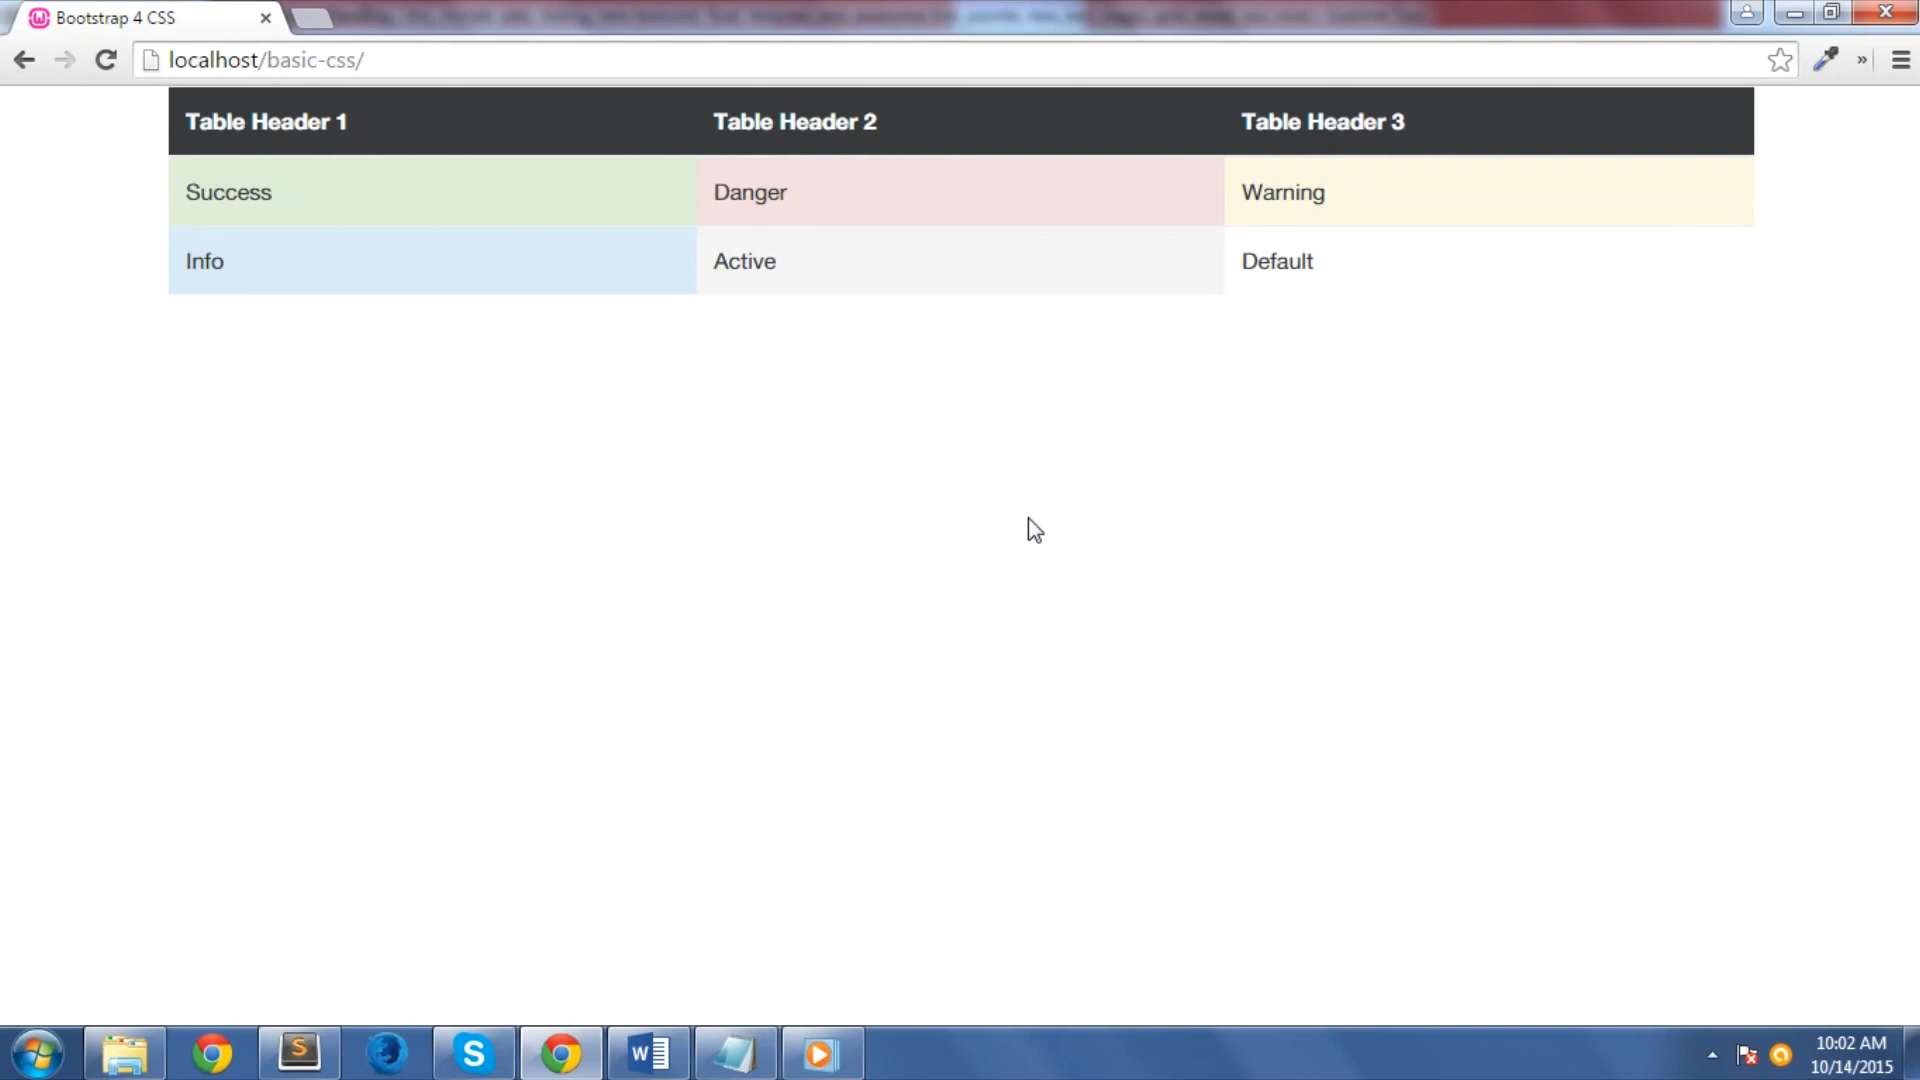 Bootstrap 4 CSS
localhost/basic-css/
Table Header 1 Table Header 2 Table Header 3
Success Danger Warning
Info Active Default
10:02 AM
10/14/2015